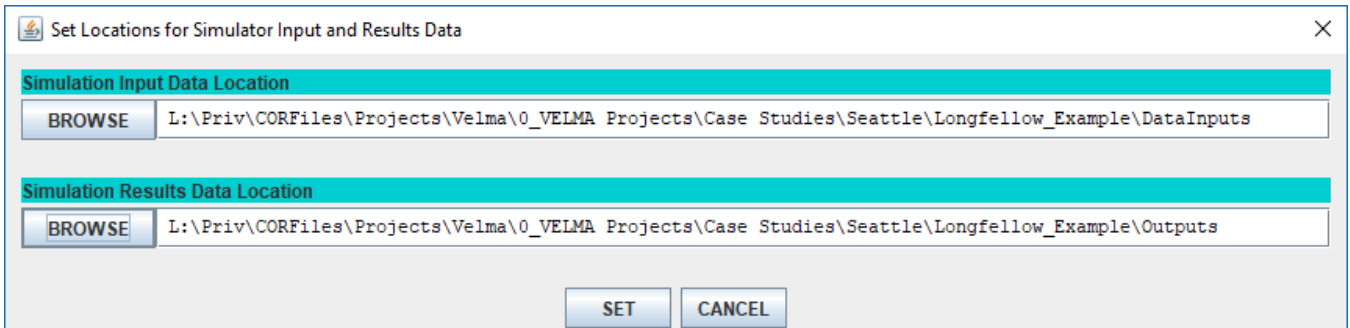 Set Locations for Simulator Input and Results Data
Simulation Input Data Location
BROWSE L:\Priv\CORFiles\Projects\Velma\0_VELMA Projects\Case Studies\Seattle\Longfellow_Example\DataInputs
Simulation Results Data Location
BROWSE L:\Priv\CORFiles\Projects\Velma\0_VELMA Projects\Case Studies\Seattle\Longfellow_Example\Outputs
SET CANCEL